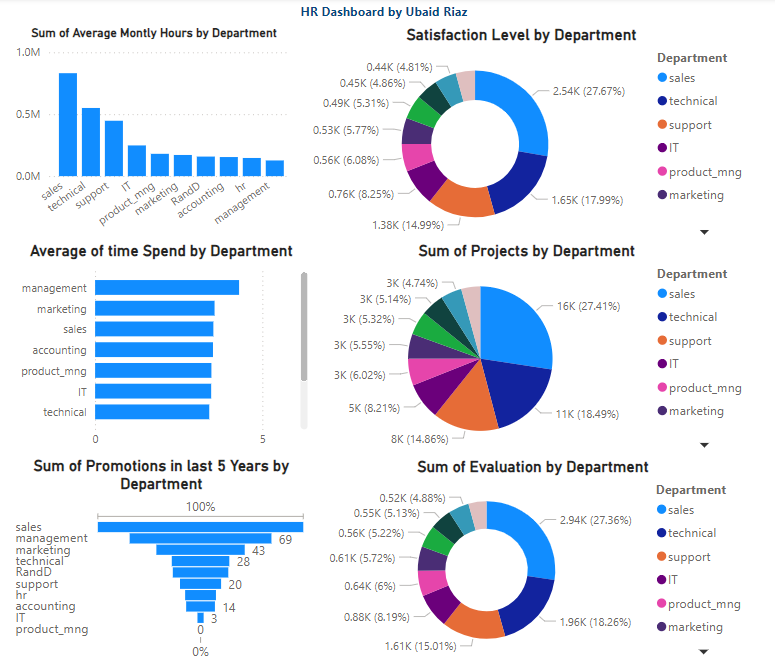 HR Dashboard by Ubaid Riaz
Sum of Average Montly Hours by Department
1.0M
0.5M
0.0M
sales
technical
support
IT
product_mng
marketing
RandD
accounting
hr
management
Satisfaction Level by Department
0.44K (4.81%)
0.45K (4.86%)
0.49K (5.31%)
0.53K (5.77%)
0.56K (6.08%)
0.76K (8.25%)
1.38K (14.99%)
2.54K (27.67%)
1.65K (17.99%)
Department
sales
technical
support
IT
product_mng
marketing
Average of time Spend by Department
management
marketing
sales
accounting
product_mng
IT
technical
0
5
Sum of Projects by Department
3K (4.74%)
3K (5.14%)
3K (5.32%)
3K (5.55%)
3K (6.02%)
5K (8.21%)
8K (14.86%)
16K (27.41%)
11K (18.49%)
Department
sales
technical
support
IT
product_mng
marketing
Sum of Promotions in last 5 Years by
Department
100%
sales
management 69
marketing 43
technical 28
RandD
support 20
hr
accounting 14
IT 3
product_mng 0
0%
Sum of Evaluation by Department
0.52K (4.88%)
0.55K (5.13%)
0.56K (5.22%)
0.61K (5.72%)
0.64K (6%)
0.88K (8.19%)
1.61K (15.01%)
2.94K (27.36%)
1.96K (18.26%)
Department
sales
technical
support
IT
product_mng
marketing